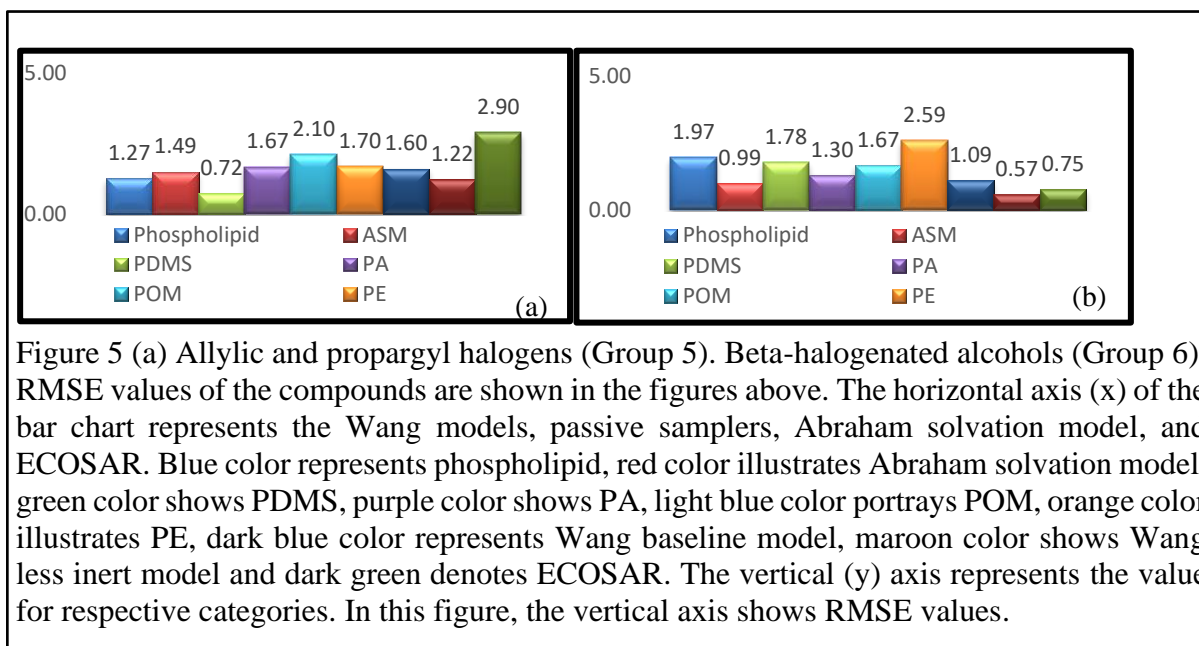 5.00
1.27 1.49 0.72 1.67 2.10 1.70 1.60 1.22 2.90
0.00
Phospholipid ASM
PDMS PA
POM PE
(a)
5.00
1.97 0.99 1.78 1.30 1.67 2.59 1.09 0.57 0.75
0.00
Phospholipid ASM
PDMS PA
POM PE
(b)
Figure 5 (a) Allylic and propargyl halogens (Group 5). Beta-halogenated alcohols (Group 6)
RMSE values of the compounds are shown in the figures above. The horizontal axis (x) of the
bar chart represents the Wang models, passive samplers, Abraham solvation model, and
ECOSAR. Blue color represents phospholipid, red color illustrates Abraham solvation model
green color shows PDMS, purple color shows PA, light blue color portrays POM, orange color
illustrates PE, dark blue color represents Wang baseline model, maroon color shows Wang
less inert model and dark green denotes ECOSAR. The vertical (y) axis represents the value
for respective categories. In this figure, the vertical axis shows RMSE values.